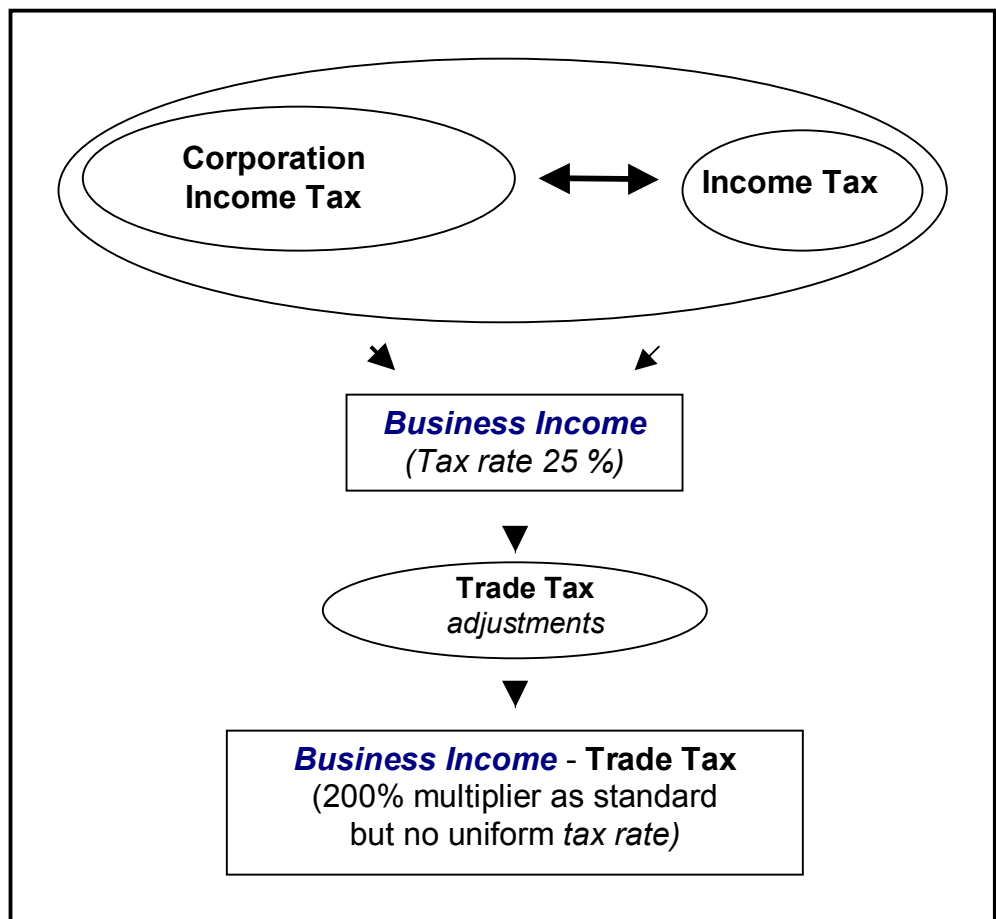 Corporation
Income Tax
Income Tax
Business Income
(Tax rate 25 %)
Trade Tax
adjustments
Business Income - Trade Tax
(200% multiplier as standard
but no uniform tax rate)